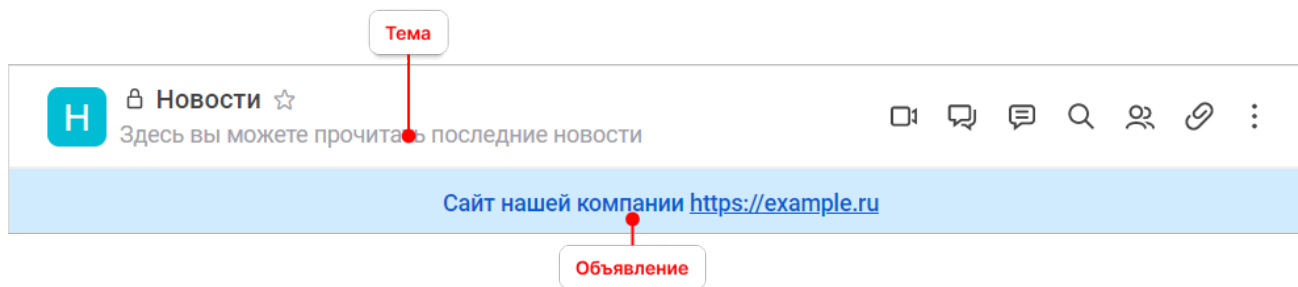 Тема
Н
Новости
Здесь вы можете прочитать последние новости
Сайт нашей компании https://example.ru
Объявление